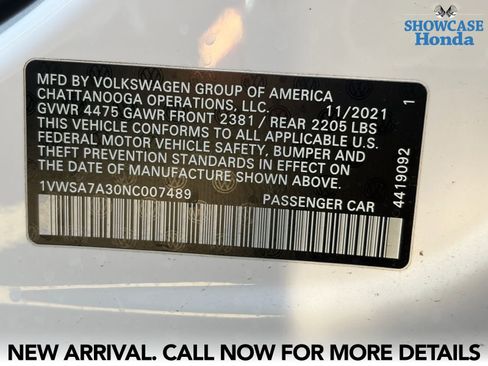 SHOWCASE
Honda
MFD BY VOLKSWAGEN GROUP OF AMERICA
CHATTANOOGA OPERATIONS, LLC. 11/2021 1
GVWR 4475 GAWR FRONT 2381 / REAR 2205 LBS
THIS VEHICLE CONFORMS TO ALL APPLICABLE U.S.
FEDERAL MOTOR VEHICLE SAFETY, BUMPER AND
THEFT PREVENTION STANDARDS IN EFFECT ON
THE DATE OF MANUFACTURE SHOWN ABOVE.
1VWSA7A30NC007489 PASSENGER CAR
4419092
NEW ARRIVAL. CALL NOW FOR MORE DETAILS